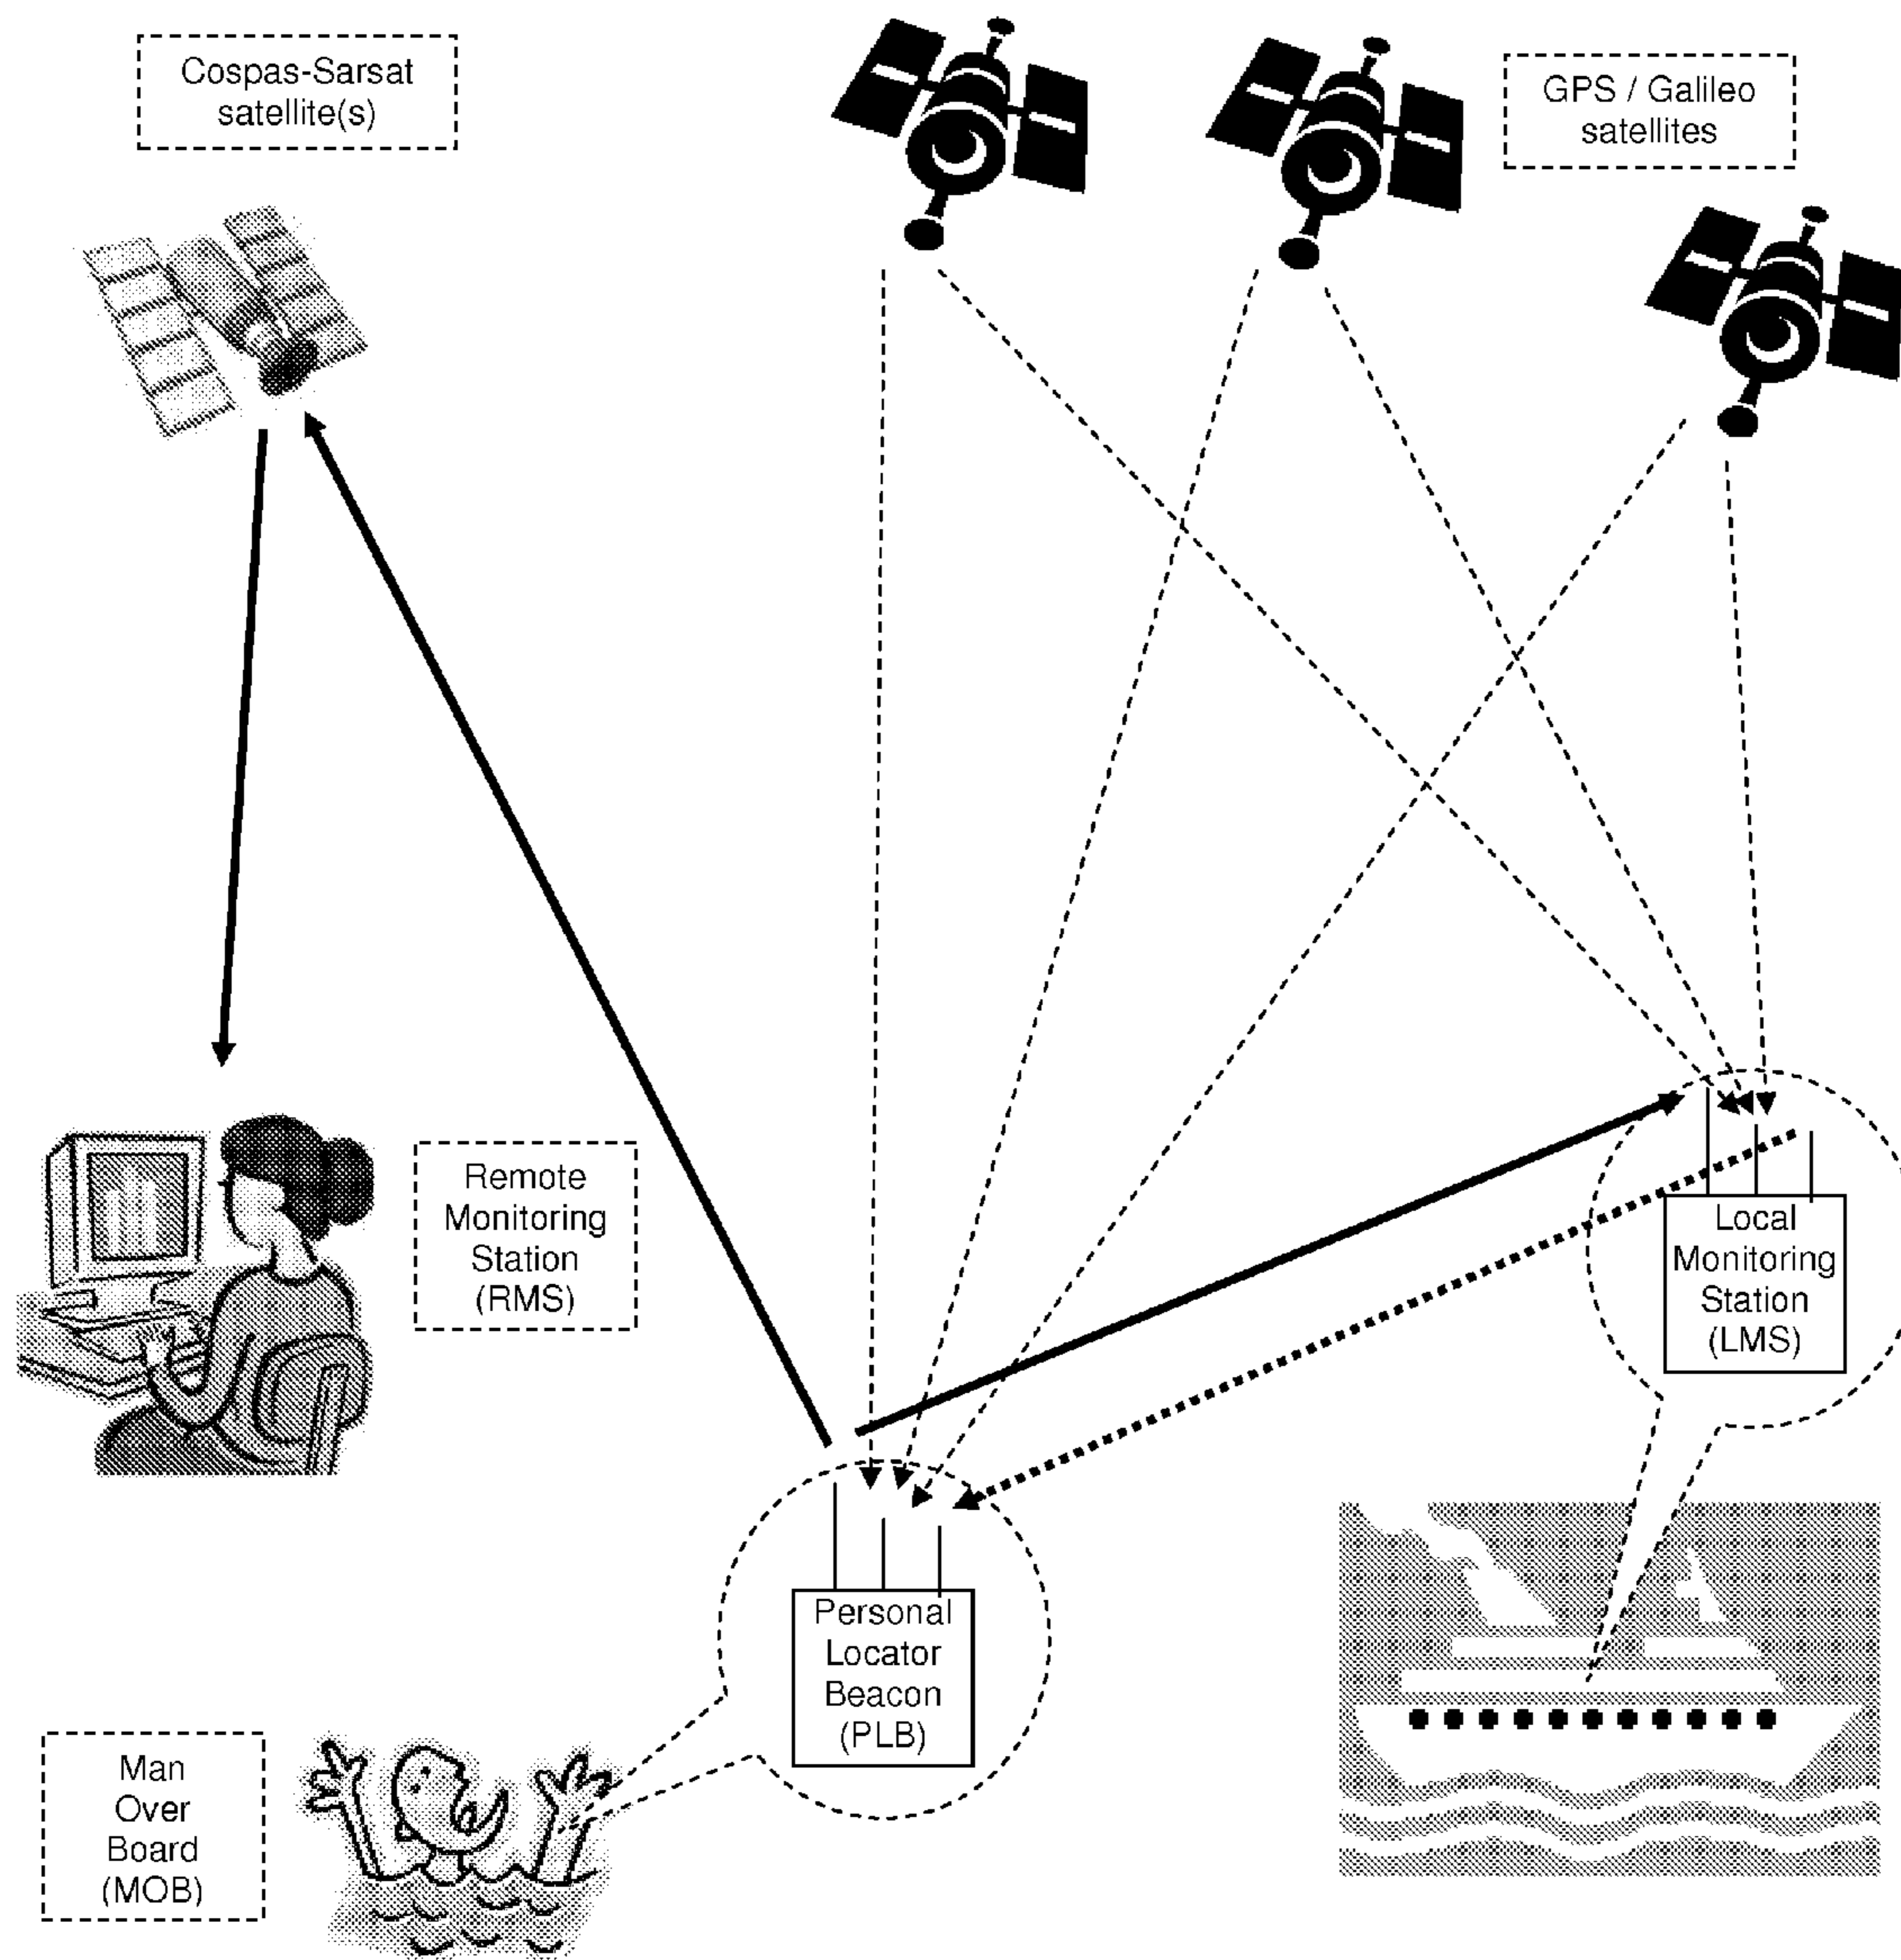 Cospas-Sarsat
satellite(s)
GPS / Galileo
satellites
Remote
Monitoring
Station
(RMS)
Local
Monitoring
Station
(LMS)
Personal
Locator
Beacon
(PLB)
Man
Over
Board
(MOB)